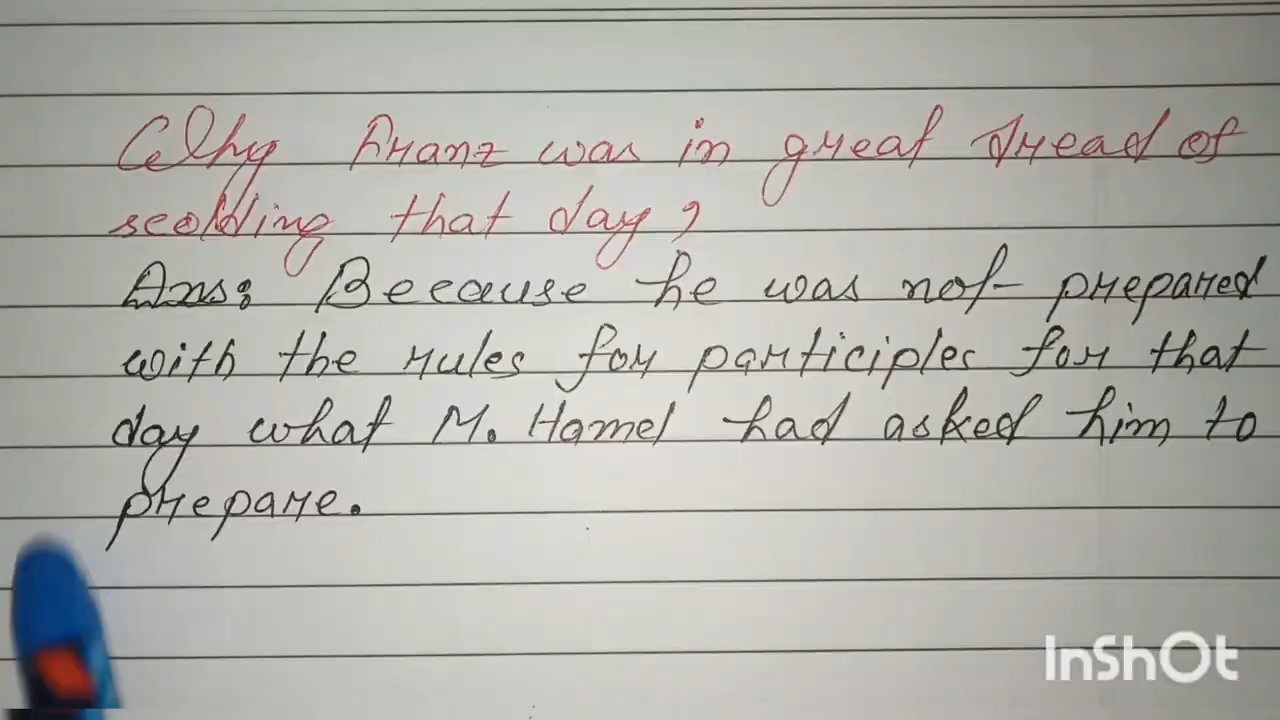 Why Franz was in great dread of
scolding that day?
Ans: Because he was not prepared
with the rules for participles for that
day what M. Hamel had asked him to
prepare.
InShOt